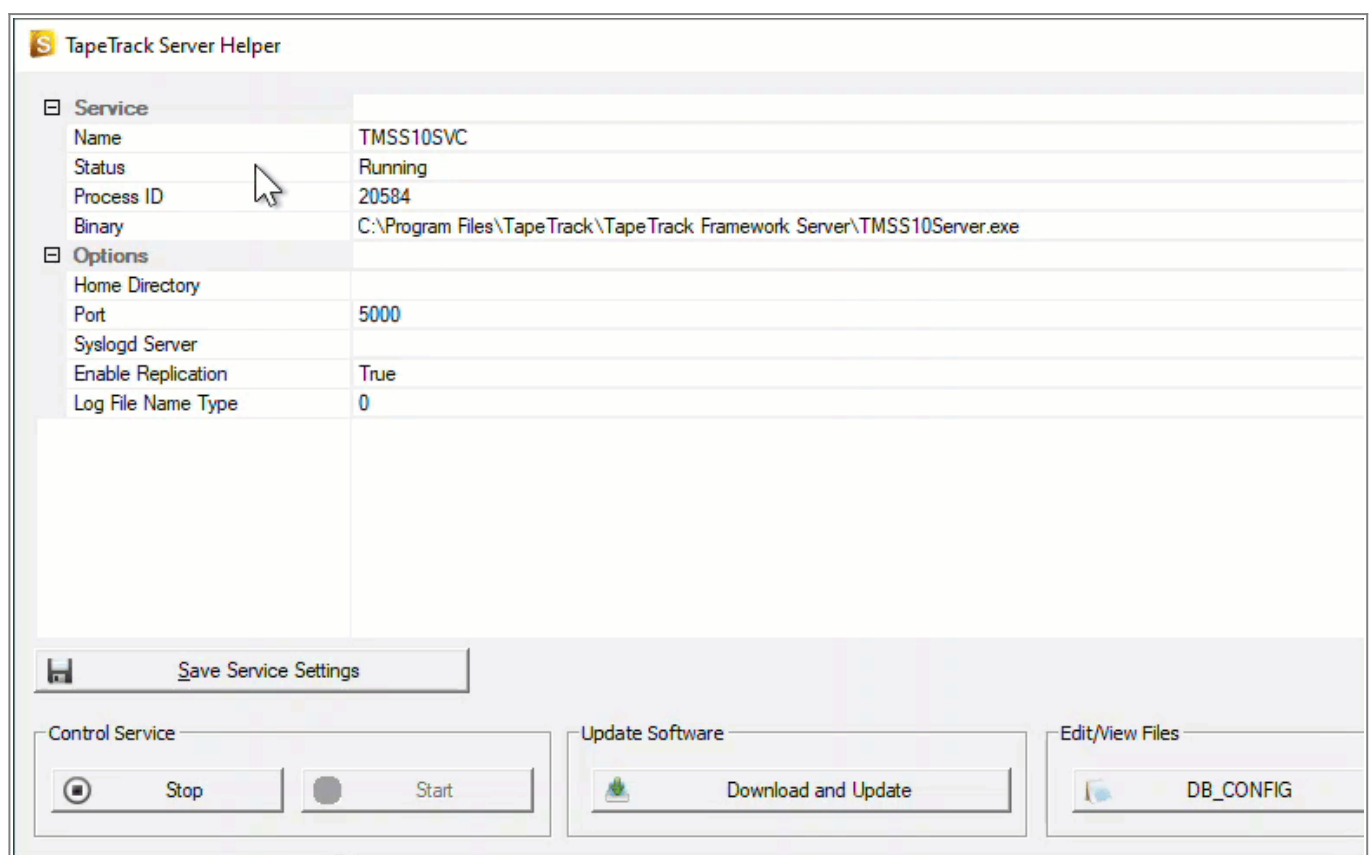 TapeTrack Server Helper
Service
Name TMSS10SVC
Status Running
Process ID 20584
Binary C:\Program Files\TapeTrack\TapeTrack Framework Server\TMSS10Server.exe
Options
Home Directory
Port 5000
Syslogd Server
Enable Replication True
Log File Name Type 0
Save Service Settings
Control Service Update Software Edit/View Files
Stop Start Download and Update DB_CONFIG